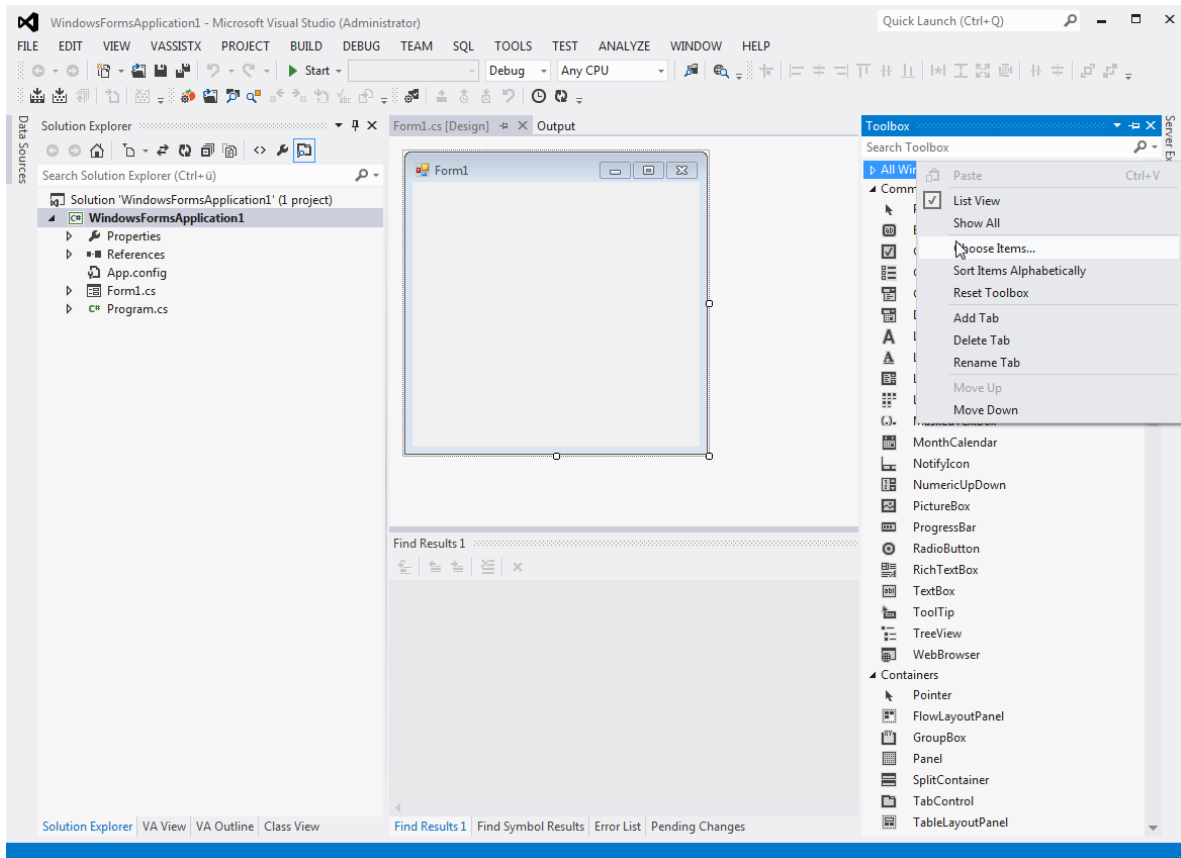 WindowsFormsApplication1 - Microsoft Visual Studio (Administrator)
Quick Launch (Ctrl+Q)
FILE EDIT VIEW VASSISTX PROJECT BUILD DEBUG TEAM SQL TOOLS TEST ANALYZE WINDOW HELP
Start Debug Any CPU
Data Sources
Solution Explorer
Search Solution Explorer (Ctrl+ü)
Solution 'WindowsFormsApplication1' (1 project)
WindowsFormsApplication1
Properties
References
App.config
Form1.cs
Program.cs
Solution Explorer VA View VA Outline Class View
Form1.cs [Design] Output
Form1
Find Results 1
Find Results 1 Find Symbol Results Error List Pending Changes
Toolbox
Search Toolbox
All Wi
Comm
Paste Ctrl+V
List View
Show All
Choose Items...
Sort Items Alphabetically
Reset Toolbox
Add Tab
Delete Tab
Rename Tab
Move Up
Move Down
MaskedTextBox
MonthCalendar
NotifyIcon
NumericUpDown
PictureBox
ProgressBar
RadioButton
RichTextBox
TextBox
ToolTip
TreeView
WebBrowser
Containers
Pointer
FlowLayoutPanel
GroupBox
Panel
SplitContainer
TabControl
TableLayoutPanel
Server Ex